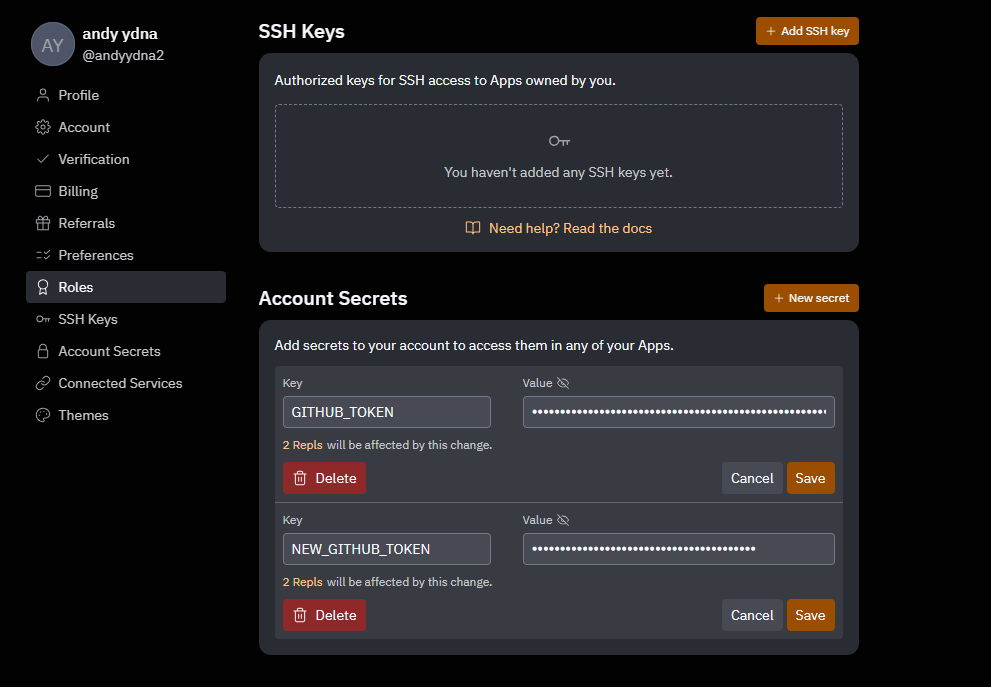 AY
andy ydna
@andyydna2
Profile
Account
Verification
Billing
Referrals
Preferences
Roles
SSH Keys
Account Secrets
Connected Services
Themes
SSH Keys
+ Add SSH key
Authorized keys for SSH access to Apps owned by you.
You haven't added any SSH keys yet.
Need help? Read the docs
Account Secrets
+ New secret
Add secrets to your account to access them in any of your Apps.
Key Value
GITHUB_TOKEN
2 Repls will be affected by this change.
Delete Cancel Save
Key Value
NEW_GITHUB_TOKEN
2 Repls will be affected by this change.
Delete Cancel Save